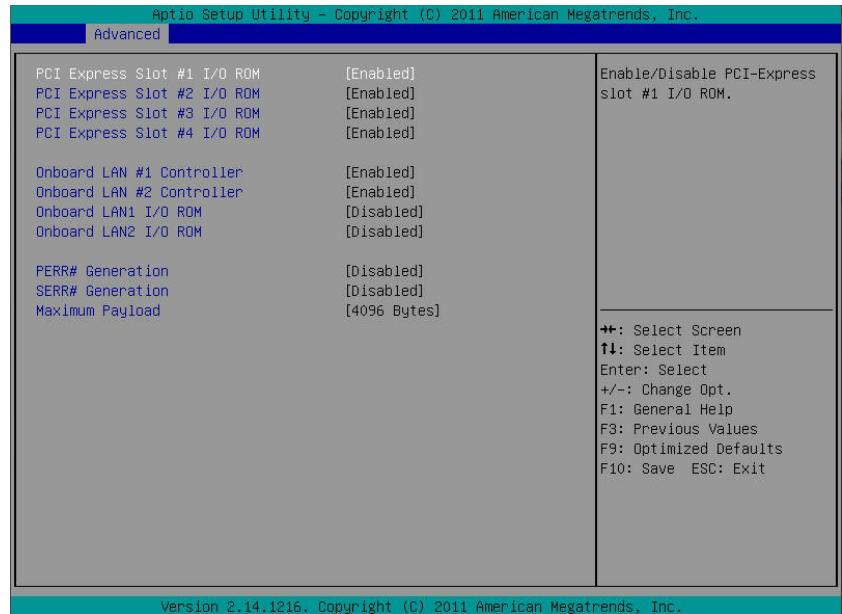 Aptio Setup Utility - Copyright (C) 2011 American Megatrends, Inc.
Advanced
PCI Express Slot #1 I/O ROM [Enabled]
PCI Express Slot #2 I/O ROM [Enabled]
PCI Express Slot #3 I/O ROM [Enabled]
PCI Express Slot #4 I/O ROM [Enabled]
Onboard LAN #1 Controller [Enabled]
Onboard LAN #2 Controller [Enabled]
Onboard LAN1 I/O ROM [Disabled]
Onboard LAN2 I/O ROM [Disabled]
PERR# Generation [Disabled]
SERR# Generation [Disabled]
Maximum Payload [4096 Bytes]
Enable/Disable PCI-Express
slot #1 I/O ROM.
→←: Select Screen
↑↓: Select Item
Enter: Select
+/-: Change Opt.
F1: General Help
F3: Previous Values
F9: Optimized Defaults
F10: Save ESC: Exit
Version 2.14.1216. Copyright (C) 2011 American Megatrends, Inc.